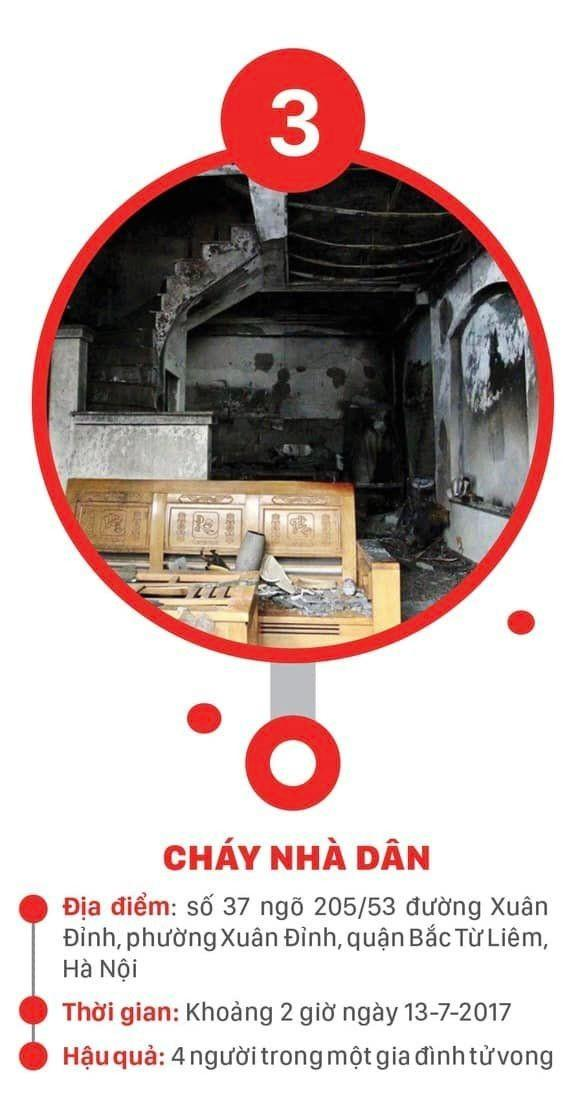 3
CHÁY NHÀ DÂN
Địa điểm: số 37 ngõ 205/53 đường Xuân
Đỉnh, phường Xuân Đỉnh, quận Bắc Từ Liêm,
Hà Nội
Thời gian: Khoảng 2 giờ ngày 13-7-2017
Hậu quả: 4 người trong một gia đình tử vong